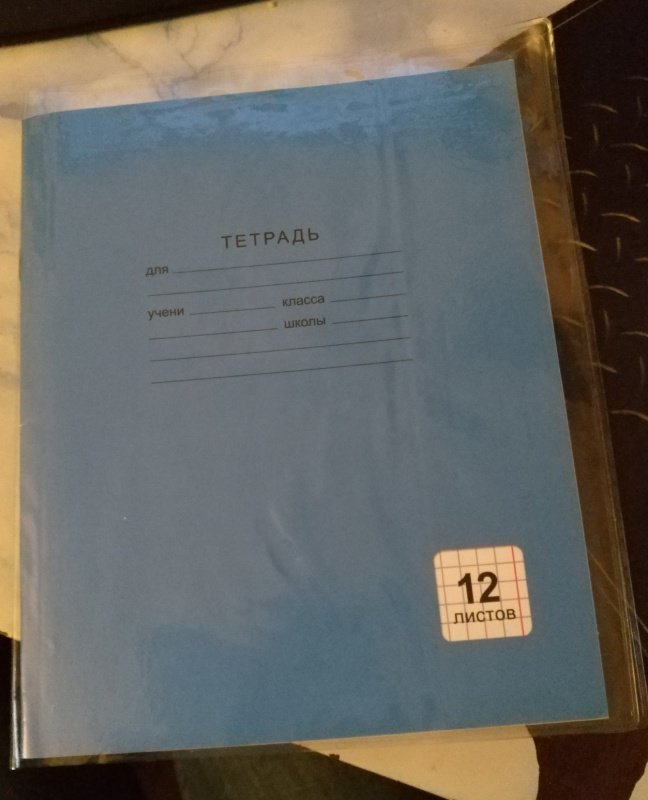 ТЕТРАДЬ
для
учени класса
школы
12
листов